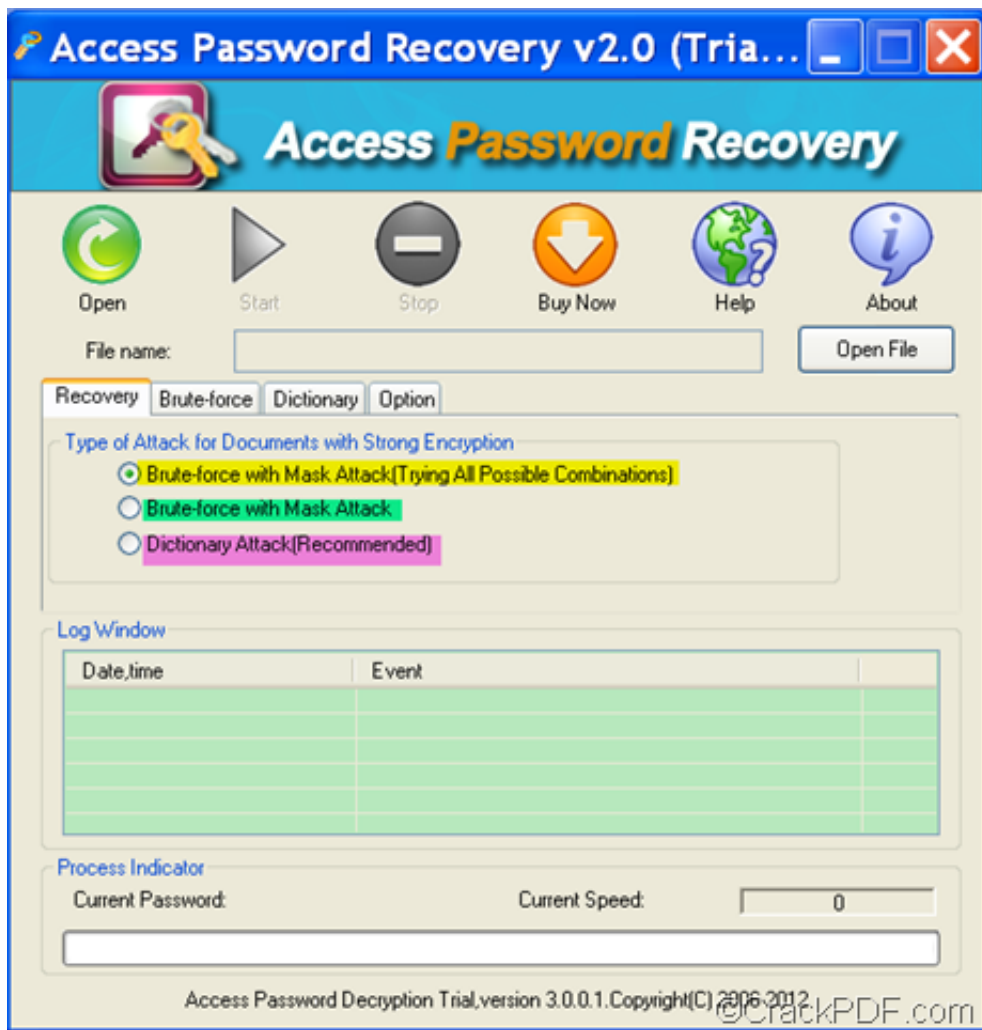 Access Password Recovery v2.0 (Tria...
Access Password Recovery
Open Start Stop Buy Now Help About
File name: Open File
Recovery Brute-force Dictionary Option
Type of Attack for Documents with Strong Encryption
Brute-force with Mask Attack(Trying All Possible Combinations)
Brute-force with Mask Attack
Dictionary Attack(Recommended)
Log Window
Date,time Event
Process Indicator
Current Password: Current Speed: 0
Access Password Decryption Trial,version 3.0.0.1.Copyright(C) 2006-2012
©CrackPDF.com